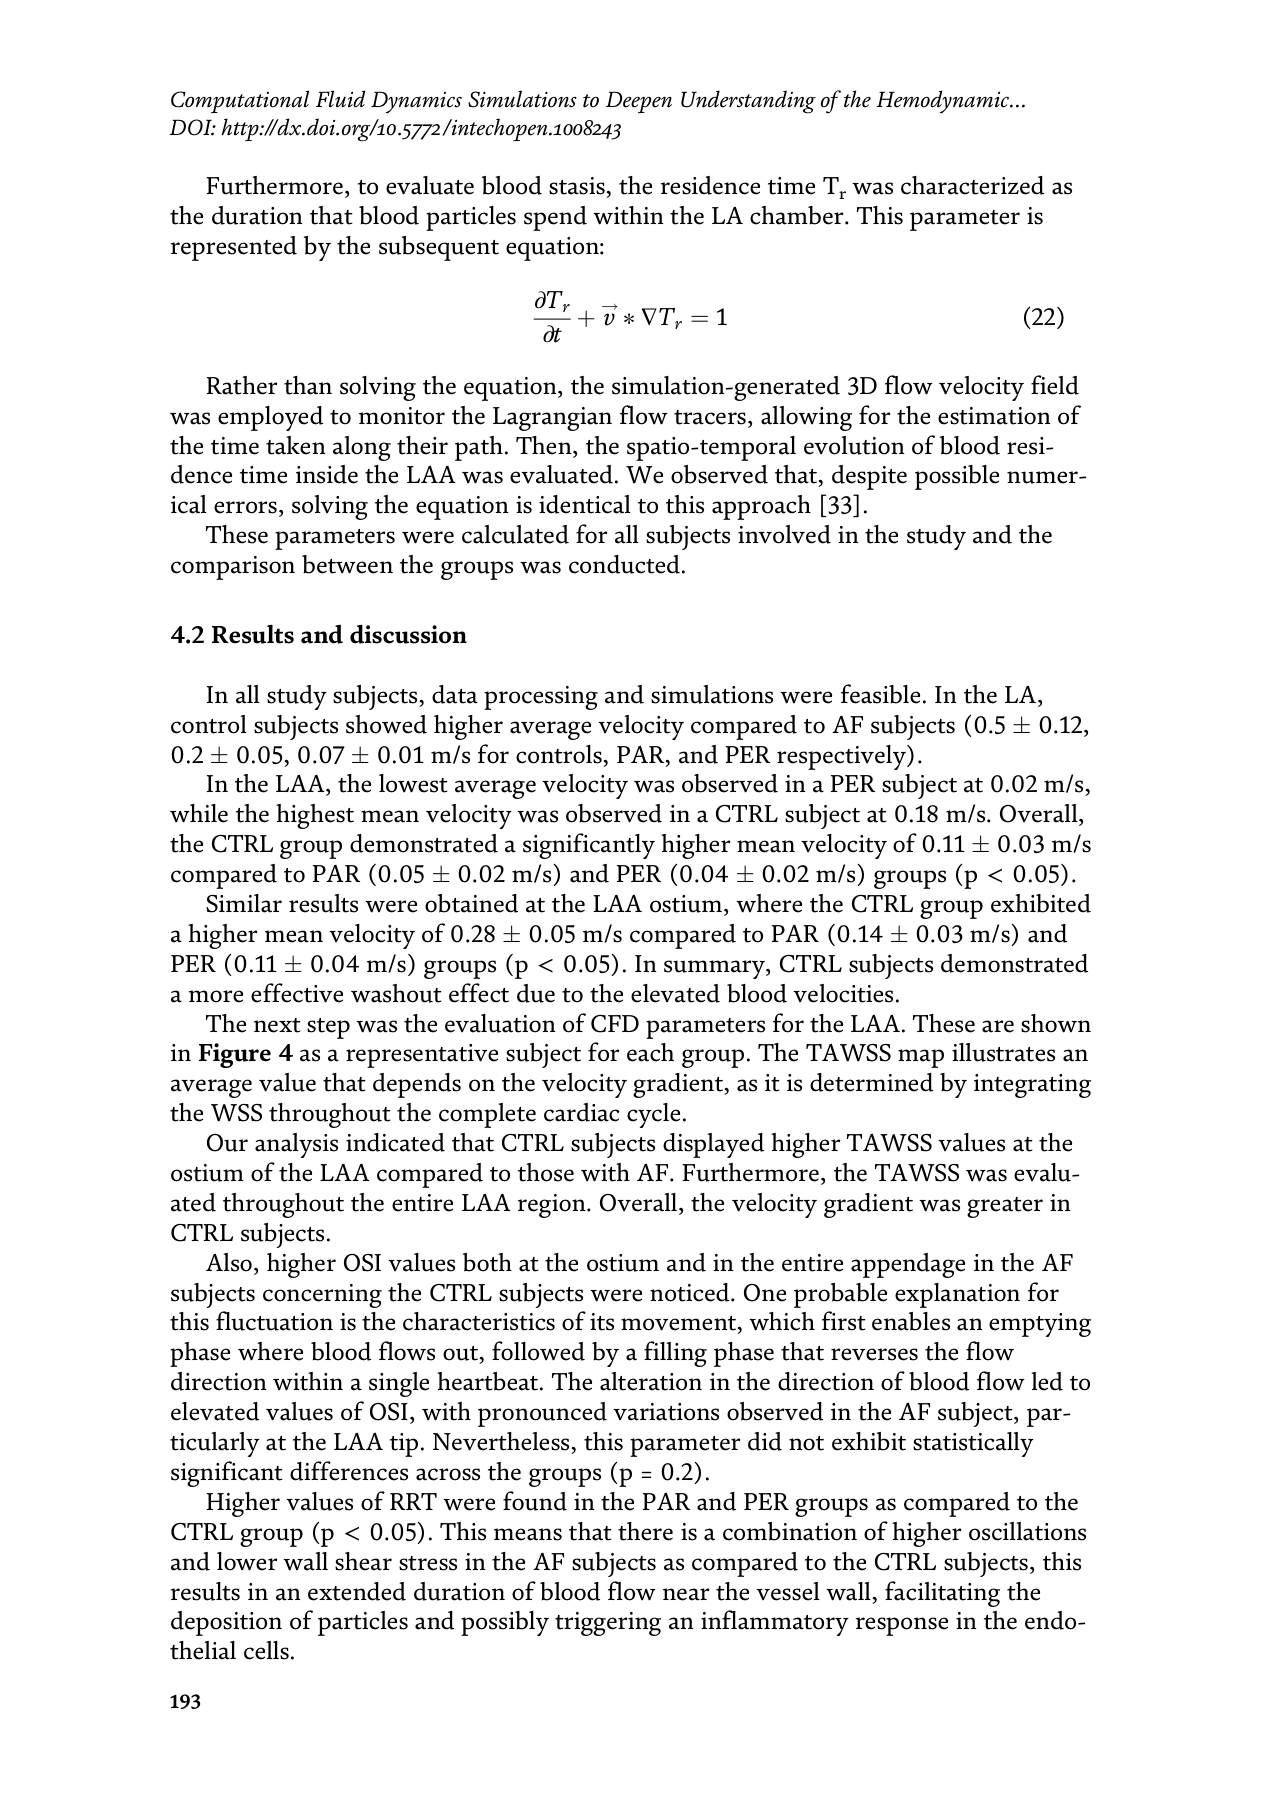 Computational Fluid Dynamics Simulations to Deepen Understanding of the Hemodynamic…
DOI: http://dx.doi.org/10.5772/intechopen.1008243
Furthermore, to evaluate blood stasis, the residence time Tr was characterized as
the duration that blood particles spend within the LA chamber. This parameter is
represented by the subsequent equation:
∂Tr/∂t + v⃗ * ∇Tr = 1 (22)
Rather than solving the equation, the simulation-generated 3D flow velocity field
was employed to monitor the Lagrangian flow tracers, allowing for the estimation of
the time taken along their path. Then, the spatio-temporal evolution of blood resi-
dence time inside the LAA was evaluated. We observed that, despite possible numer-
ical errors, solving the equation is identical to this approach [33].
These parameters were calculated for all subjects involved in the study and the
comparison between the groups was conducted.
4.2 Results and discussion
In all study subjects, data processing and simulations were feasible. In the LA,
control subjects showed higher average velocity compared to AF subjects (0.5 ± 0.12,
0.2 ± 0.05, 0.07 ± 0.01 m/s for controls, PAR, and PER respectively).
In the LAA, the lowest average velocity was observed in a PER subject at 0.02 m/s,
while the highest mean velocity was observed in a CTRL subject at 0.18 m/s. Overall,
the CTRL group demonstrated a significantly higher mean velocity of 0.11 ± 0.03 m/s
compared to PAR (0.05 ± 0.02 m/s) and PER (0.04 ± 0.02 m/s) groups (p < 0.05).
Similar results were obtained at the LAA ostium, where the CTRL group exhibited
a higher mean velocity of 0.28 ± 0.05 m/s compared to PAR (0.14 ± 0.03 m/s) and
PER (0.11 ± 0.04 m/s) groups (p < 0.05). In summary, CTRL subjects demonstrated
a more effective washout effect due to the elevated blood velocities.
The next step was the evaluation of CFD parameters for the LAA. These are shown
in Figure 4 as a representative subject for each group. The TAWSS map illustrates an
average value that depends on the velocity gradient, as it is determined by integrating
the WSS throughout the complete cardiac cycle.
Our analysis indicated that CTRL subjects displayed higher TAWSS values at the
ostium of the LAA compared to those with AF. Furthermore, the TAWSS was evalu-
ated throughout the entire LAA region. Overall, the velocity gradient was greater in
CTRL subjects.
Also, higher OSI values both at the ostium and in the entire appendage in the AF
subjects concerning the CTRL subjects were noticed. One probable explanation for
this fluctuation is the characteristics of its movement, which first enables an emptying
phase where blood flows out, followed by a filling phase that reverses the flow
direction within a single heartbeat. The alteration in the direction of blood flow led to
elevated values of OSI, with pronounced variations observed in the AF subject, par-
ticularly at the LAA tip. Nevertheless, this parameter did not exhibit statistically
significant differences across the groups (p = 0.2).
Higher values of RRT were found in the PAR and PER groups as compared to the
CTRL group (p < 0.05). This means that there is a combination of higher oscillations
and lower wall shear stress in the AF subjects as compared to the CTRL subjects, this
results in an extended duration of blood flow near the vessel wall, facilitating the
deposition of particles and possibly triggering an inflammatory response in the endo-
thelial cells.
193